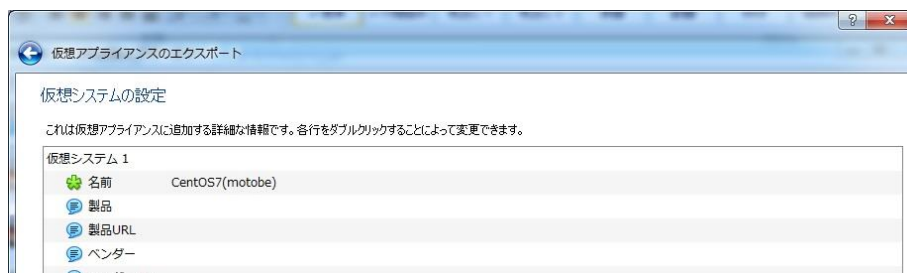 仮想アプライアンスのエクスポート
仮想システムの設定
これは仮想アプライアンスに追加する詳細な情報です。各行をダブルクリックすることによって変更できます。
仮想システム 1
名前 CentOS7(motobe)
製品
製品URL
ベンダー